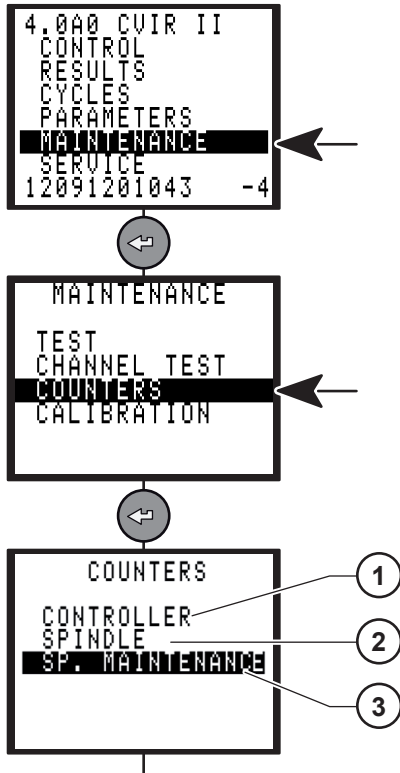 4.0A0 CVIR II
CONTROL
RESULTS
CYCLES
PARAMETERS
MAINTENANCE
SERVICE
12091201043 -4
MAINTENANCE
TEST
CHANNEL TEST
COUNTERS
CALIBRATION
COUNTERS
CONTROLLER
SPINDLE
SP. MAINTENANCE
1
2
3